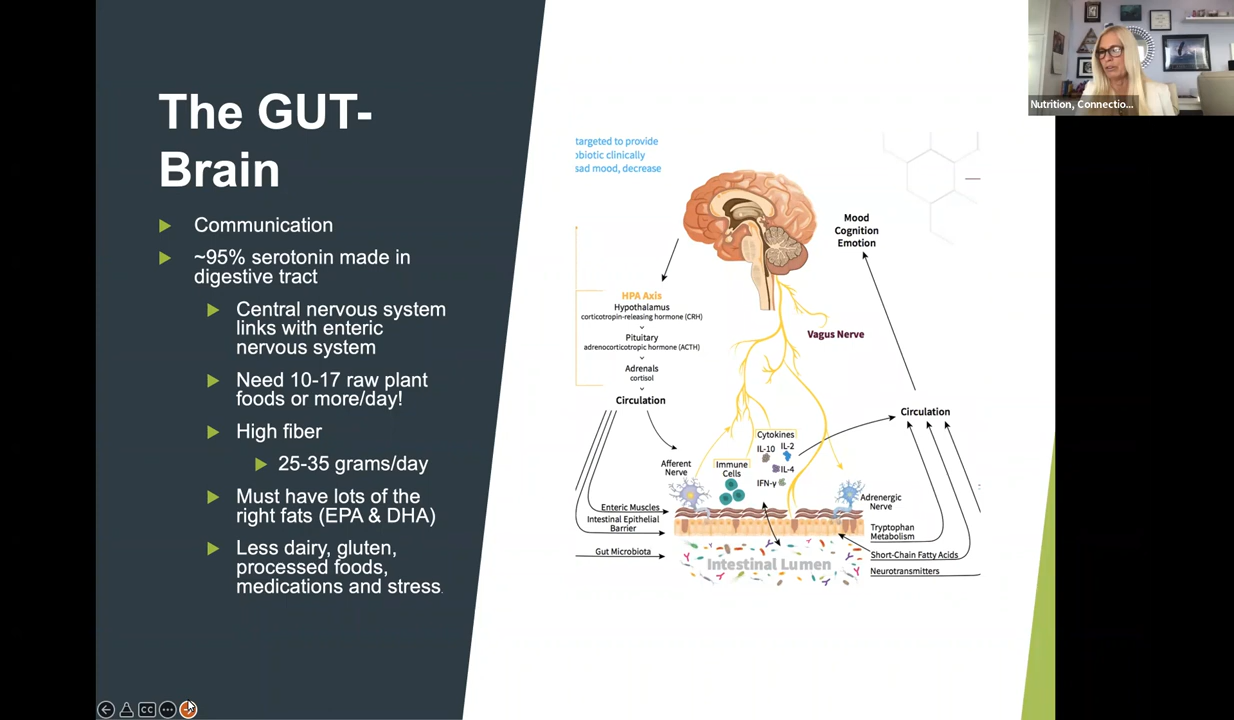 The GUT-
Brain
Communication
~95% serotonin made in
digestive tract
Central nervous system
links with enteric
nervous system
Need 10-17 raw plant
foods or more/day!
High fiber
25-35 grams/day
Must have lots of the
right fats (EPA & DHA)
Less dairy, gluten,
processed foods,
medications and stress.
targeted to provide
obiotic clinically
sad mood, decrease
Mood
Cognition
Emotion
HPA Axis
Hypothalamus
corticotropin-releasing hormone (CRH)
Pituitary
adrenocorticotropic hormone (ACTH)
Adrenals
cortisol
Circulation
Vagus Nerve
Circulation
Cytokines
IL-10 IL-2
IL-4
IFN-γ
Immune
Cells
Afferent
Nerve
Adrenergic
Nerve
Enteric Muscles
Intestinal Epithelial
Barrier
Gut Microbiota
Intestinal Lumen
Tryptophan
Metabolism
Short-Chain Fatty Acids
Neurotransmitters
Nutrition, Connectio...
CC